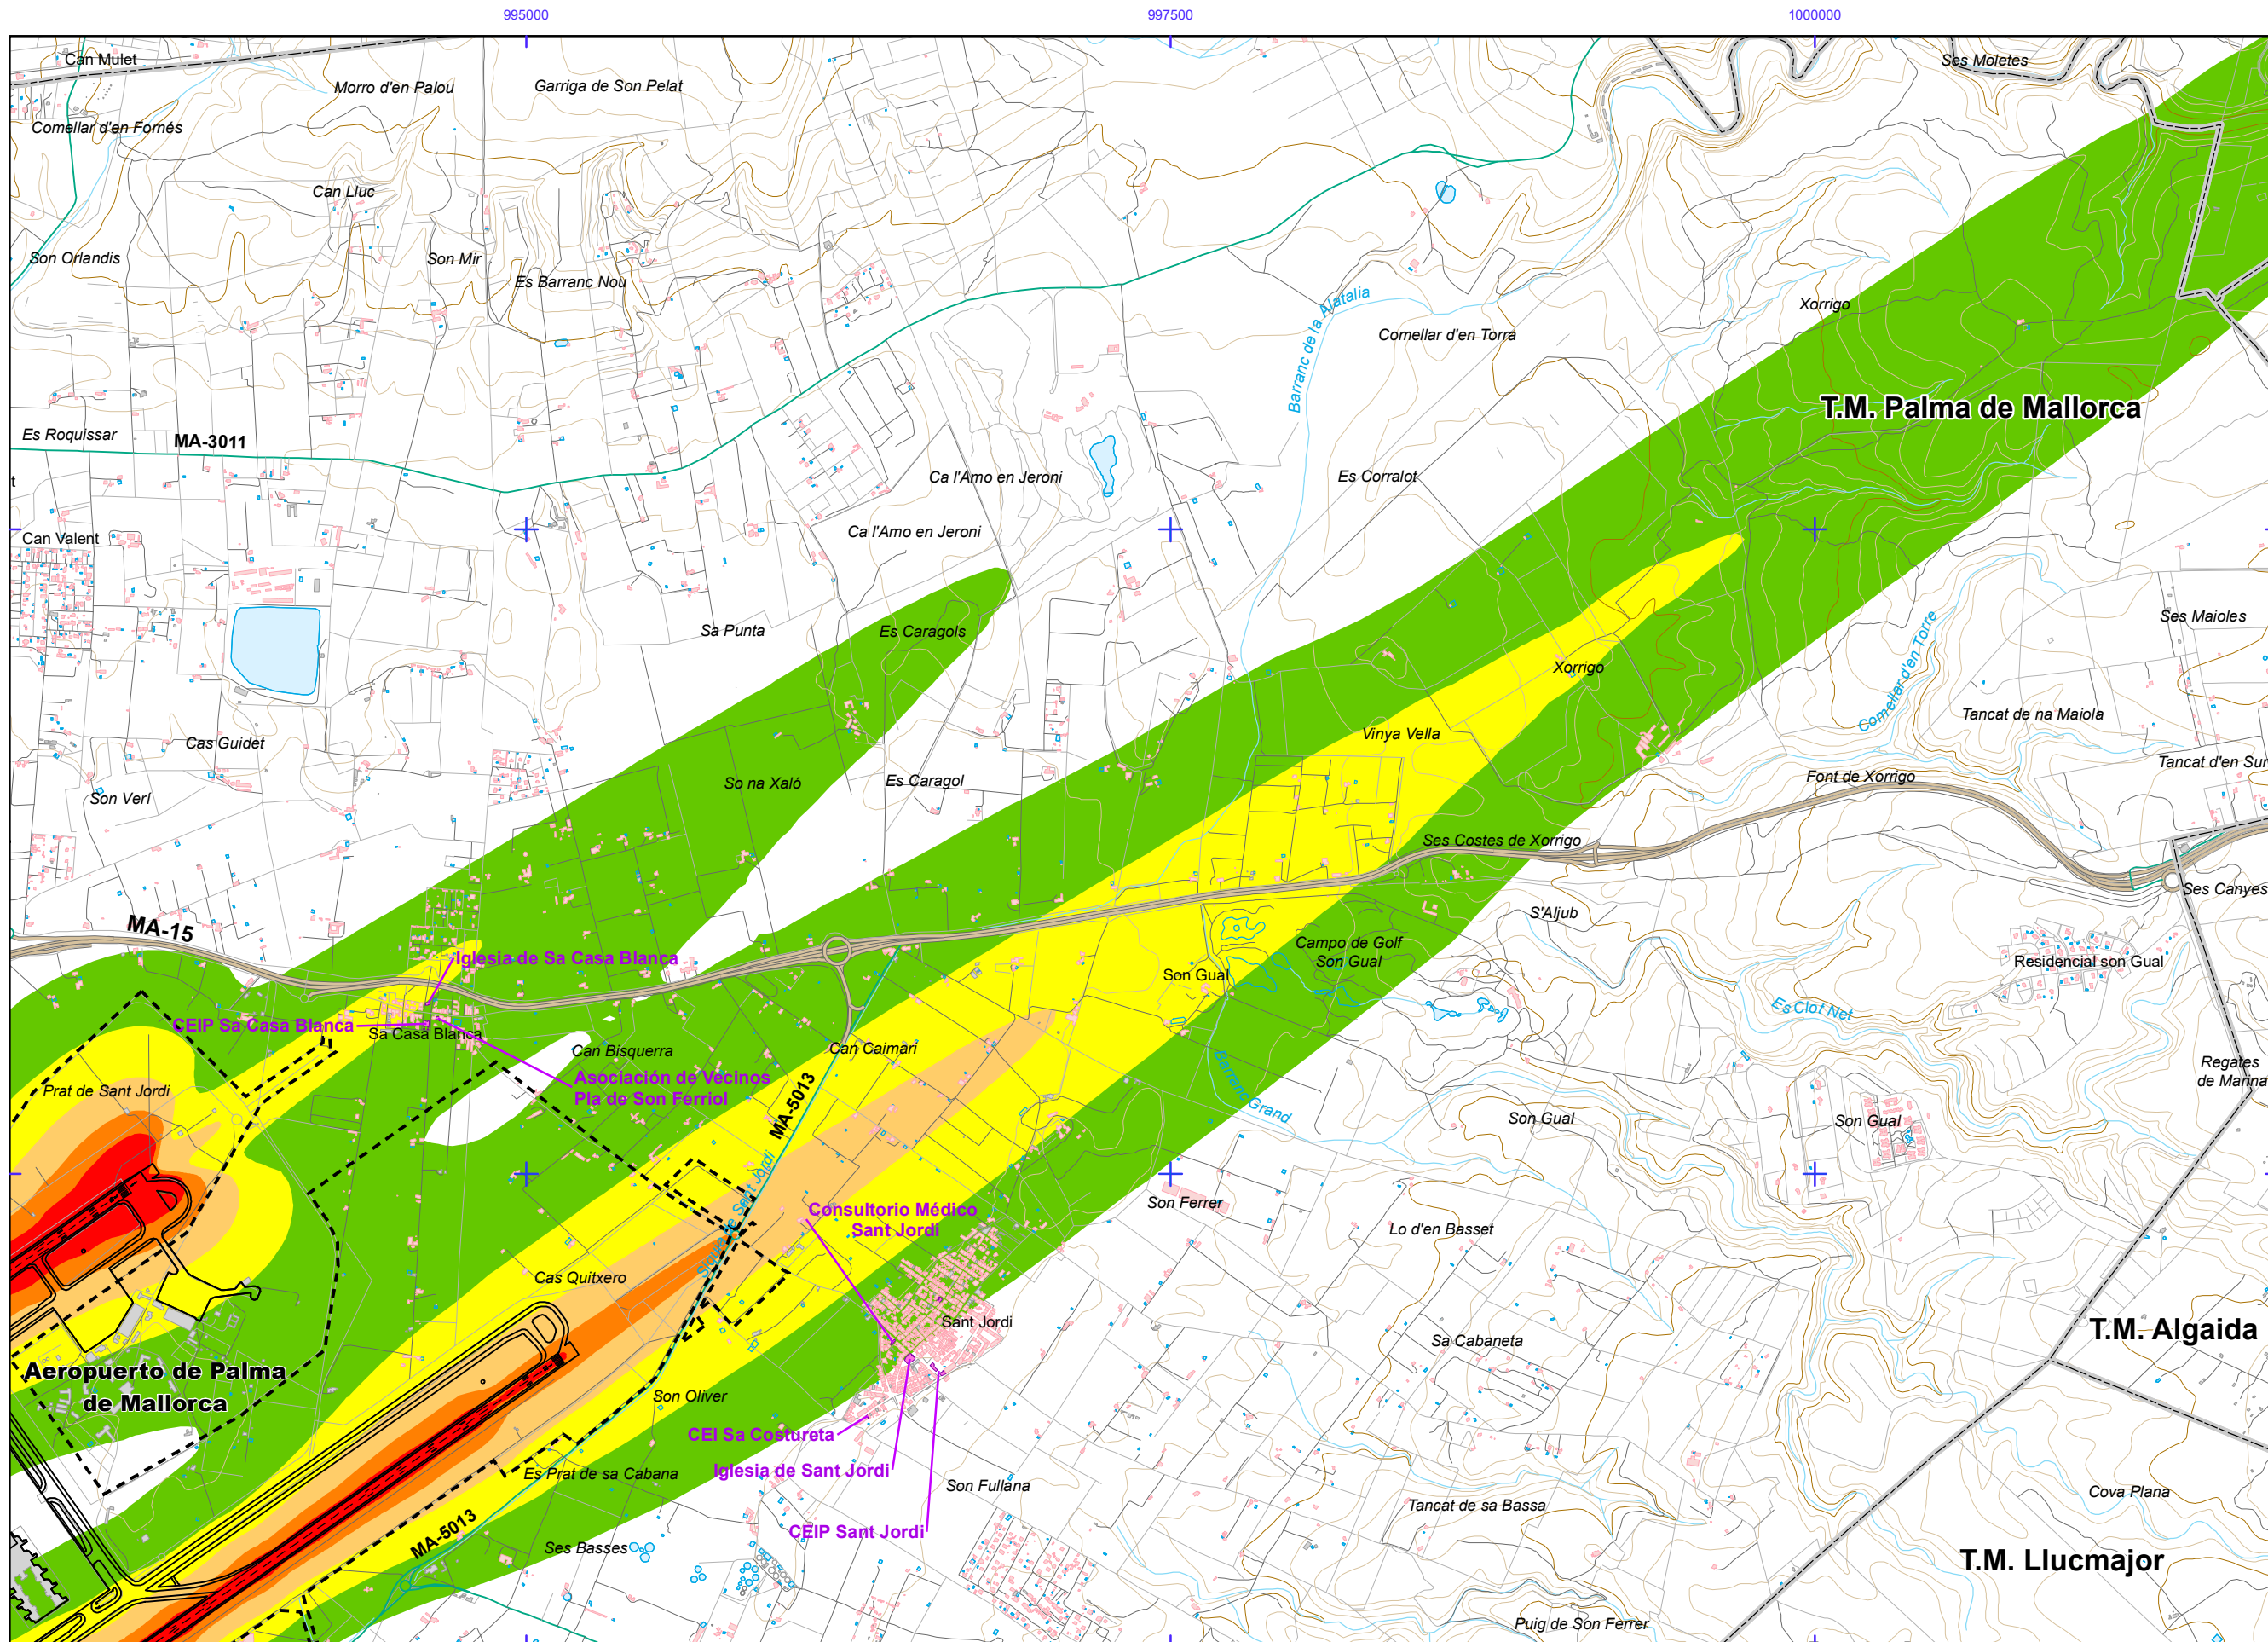 995000
997500
1000000
Can Mulet
Morro d'en Palou
Garriga de Son Pelat
Ses Moletes
Comellar d'en Fornés
Can Lluc
Son Orlandis
Son Mir
Es Barranc Nou
Barranc de la Alatalia
Xorrigo
Comellar d'en Torra
T.M. Palma de Mallorca
Es Roquissar
MA-3011
Ca l'Amo en Jeroni
Es Corralot
t
Can Valent
Ca l'Amo en Jeroni
Sa Punta
Es Caragols
Ses Maioles
Xorrigo
Comellar d'en Torre
Tancat de na Maiola
Cas Guidet
Vinya Vella
Tancat d'en Sur
Son Verí
So na Xaló
Es Caragol
Font de Xorrigo
Ses Costes de Xorrigo
Ses Canyes
MA-15
S'Aljub
Iglesia de Sa Casa Blanca
Campo de Golf
Son Gual
Son Gual
Residencial son Gual
Es Clof Net
CEIP Sa Casa Blanca
Sa Casa Blanca
Can Bisquerra
Can Caimari
Regates
de Marina
Prat de Sant Jordi
Asociación de Vecinos
Pla de Son Ferriol
MA-5013
Barranc Grand
Son Gual
Son Gual
Siquia de Sant Jordi
Consultorio Médico
Sant Jordi
Son Ferrer
Lo d'en Basset
Cas Quitxero
Sant Jordi
Sa Cabaneta
T.M. Algaida
Aeropuerto de Palma
de Mallorca
Son Oliver
CEI Sa Costureta
Iglesia de Sant Jordi
Es Prat de sa Cabana
Son Fullana
Cova Plana
Tancat de sa Bassa
CEIP Sant Jordi
MA-5013
Ses Basses
T.M. Llucmajor
Puig de Son Ferrer